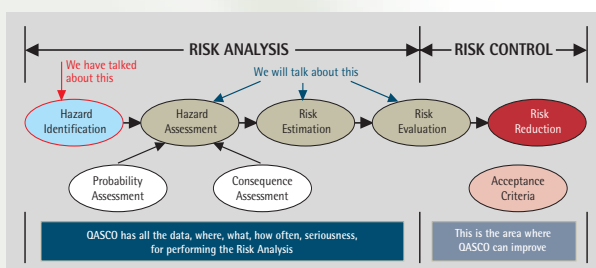 RISK ANALYSIS
RISK CONTROL
We have talked
about this
We will talk about this
Hazard
Identification
Hazard
Assessment
Risk
Estimation
Risk
Evaluation
Risk
Reduction
Probability
Assessment
Consequence
Assessment
Acceptance
Criteria
QASCO has all the data, where, what, how often, seriousness,
for performing the Risk Analysis
This is the area where
QASCO can improve